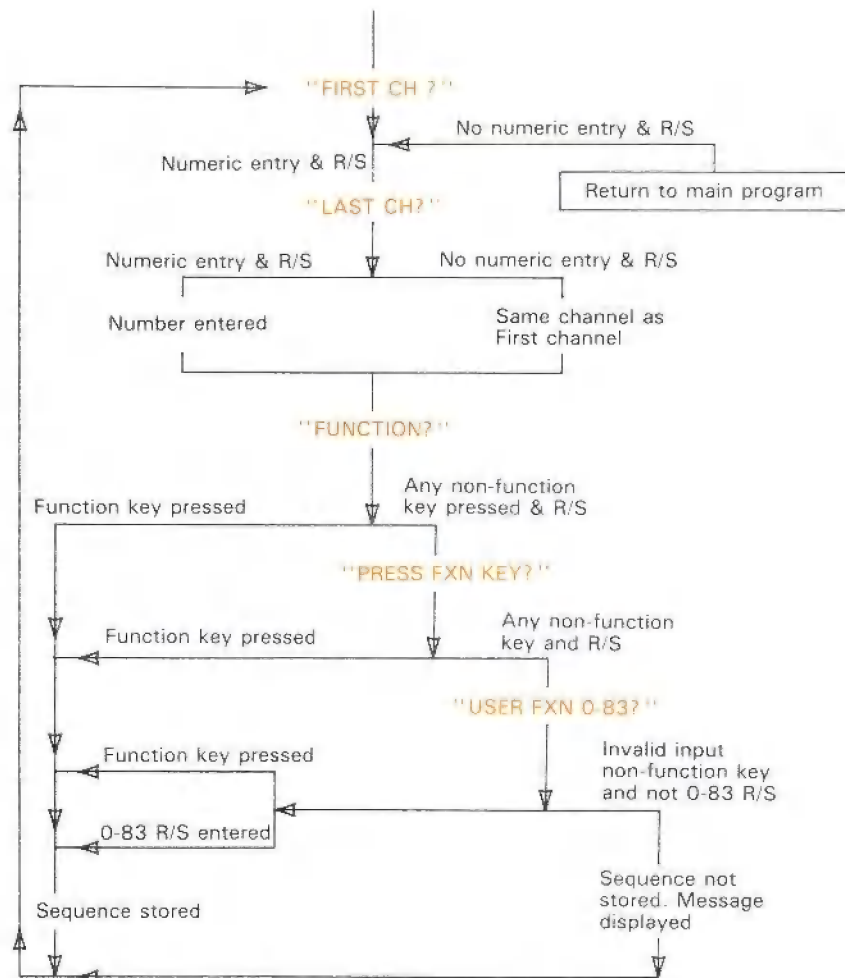 "FIRST CH ?"
No numeric entry & R/S
Numeric entry & R/S
Return to main program
"LAST CH?"
Numeric entry & R/S
No numeric entry & R/S
Number entered
Same channel as
First channel
"FUNCTION?"
Function key pressed
Any non-function
key pressed & R/S
"PRESS FXN KEY?"
Function key pressed
Any non-function
key and R/S
"USER FXN 0-83?"
Function key pressed
Invalid input
non-function key
and not 0-83 R/S
0-83 R/S entered
Sequence stored
Sequence not
stored. Message
displayed